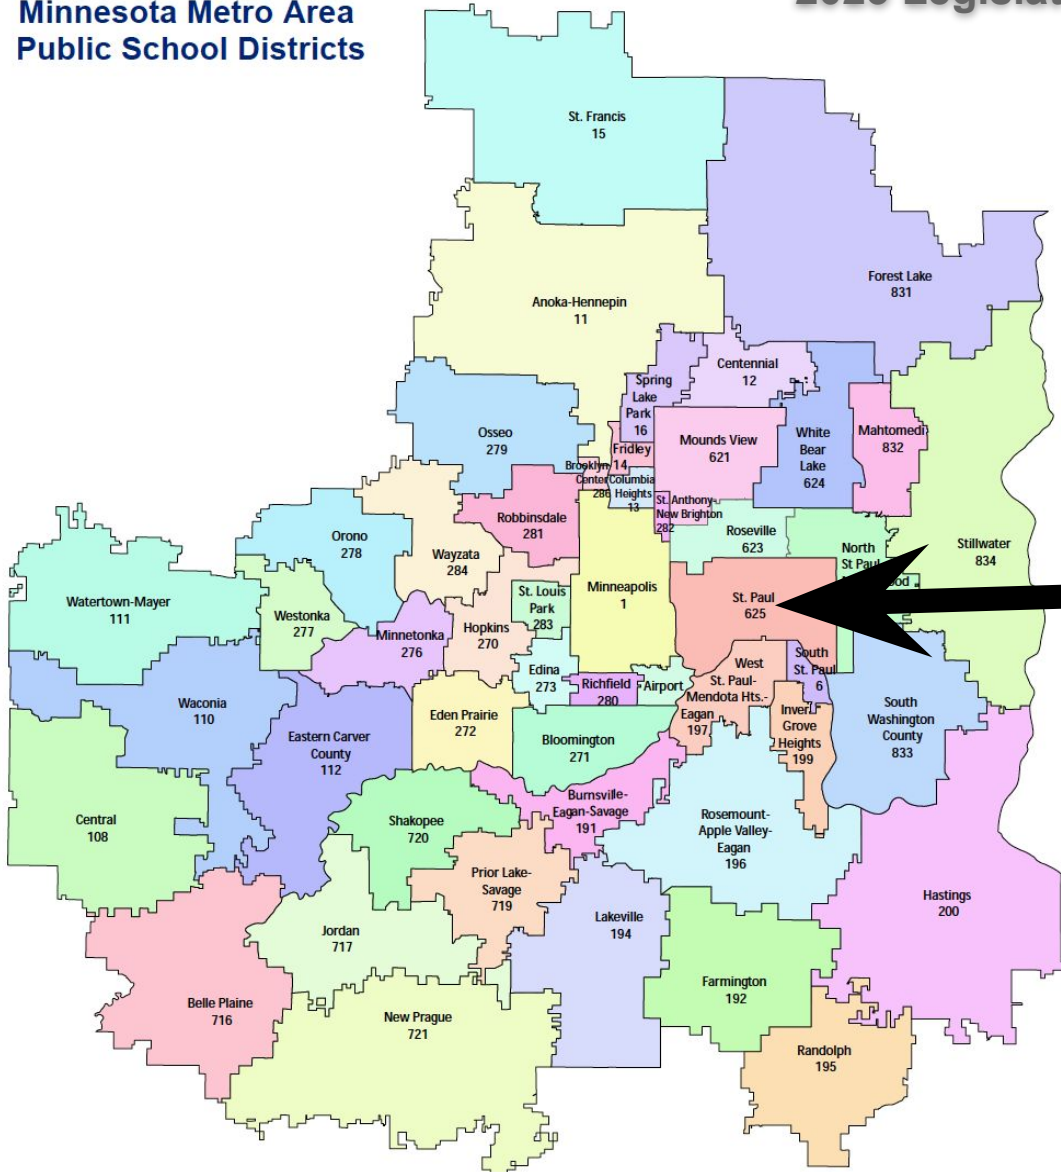 Minnesota Metro Area
Public School Districts
St. Francis
15
Forest Lake
831
Anoka-Hennepin
11
Centennial
12
Spring
Lake
Park
16
Osseo
279
Mounds View
621
White
Bear
Lake
624
Mahtomedi
832
Fridley
14
Brooklyn
Center
286
Columbia
Heights
13
St. Anthony-
New Brighton
282
Robbinsdale
281
Roseville
623
Orono
278
Wayzata
284
North
St Paul
Stillwater
834
Minneapolis
1
St. Paul
625
Watertown-Mayer
111
Westonka
277
St. Louis
Park
283
Minnetonka
276
Hopkins
270
Edina
273
Richfield
280
Airport
West
St. Paul-
Mendota Hts.-
Eagan
197
South
St. Paul
6
Waconia
110
Eastern Carver
County
112
Eden Prairie
272
Bloomington
271
Grove
Heights
199
South
Washington
County
833
Central
108
Shakopee
720
Burnsville-
Eagan-Savage
191
Rosemount-
Apple Valley-
Eagan
196
Prior Lake-
Savage
719
Hastings
200
Jordan
717
Lakeville
194
Farmington
192
Belle Plaine
716
New Prague
721
Randolph
195